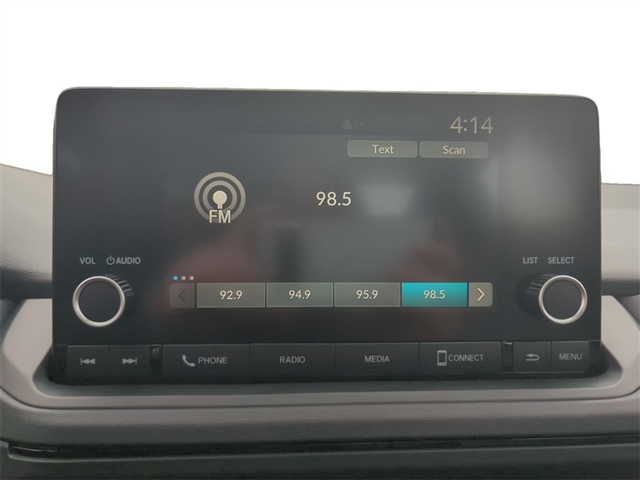 4:14
Text Scan
FM
98.5
VOL AUDIO
LIST SELECT
92.9 94.9 95.9 98.5
PHONE RADIO MEDIA CONNECT MENU